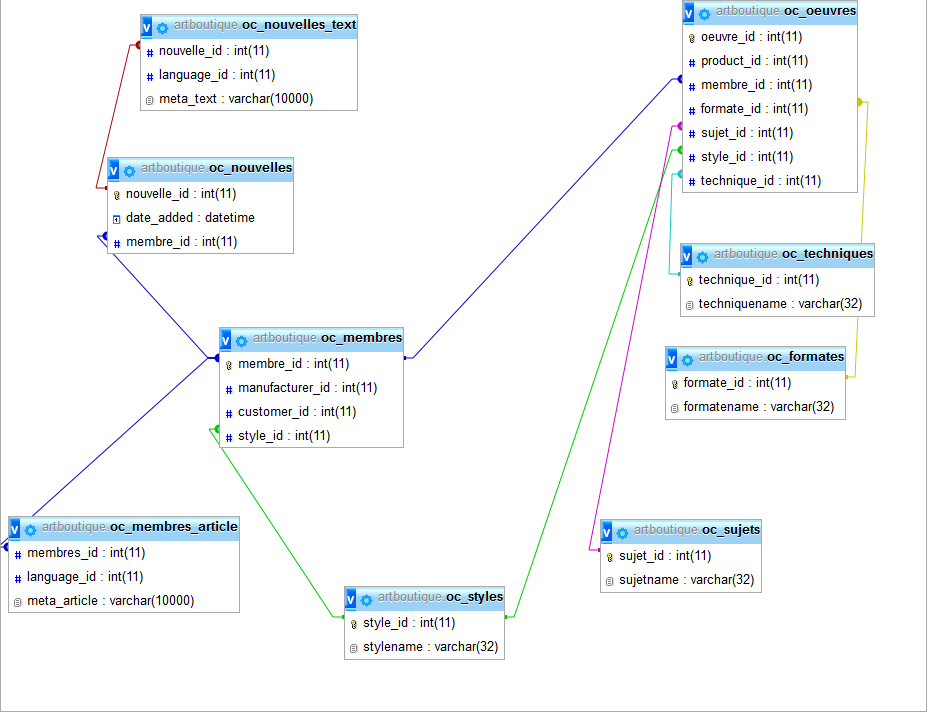 v artboutique oc_nouvelles_text
# nouvelle_id : int(11)
# language_id : int(11)
meta_text : varchar(10000)
v artboutique oc_nouvelles
nouvelle_id : int(11)
date_added : datetime
# membre_id : int(11)
v artboutique oc_membres
membre_id : int(11)
# manufacturer_id : int(11)
# customer_id : int(11)
# style_id : int(11)
v artboutique oc_membres_article
# membres_id : int(11)
# language_id : int(11)
meta_article : varchar(10000)
v artboutique oc_styles
style_id : int(11)
stylename : varchar(32)
v artboutique oc_oeuvres
oeuvre_id : int(11)
# product_id : int(11)
# membre_id : int(11)
# formate_id : int(11)
# sujet_id : int(11)
# style_id : int(11)
# technique_id : int(11)
v artboutique oc_techniques
technique_id : int(11)
techniquename : varchar(32)
v artboutique oc_formates
formate_id : int(11)
formatename : varchar(32)
v artboutique oc_sujets
sujet_id : int(11)
sujetname : varchar(32)